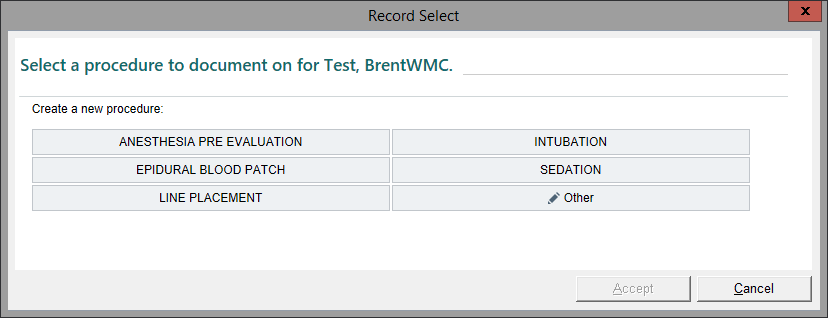 Record Select
x
Select a procedure to document on for Test, BrentWMC.
Create a new procedure:
ANESTHESIA PRE EVALUATION
INTUBATION
EPIDURAL BLOOD PATCH
SEDATION
LINE PLACEMENT
Other
Accept
Cancel